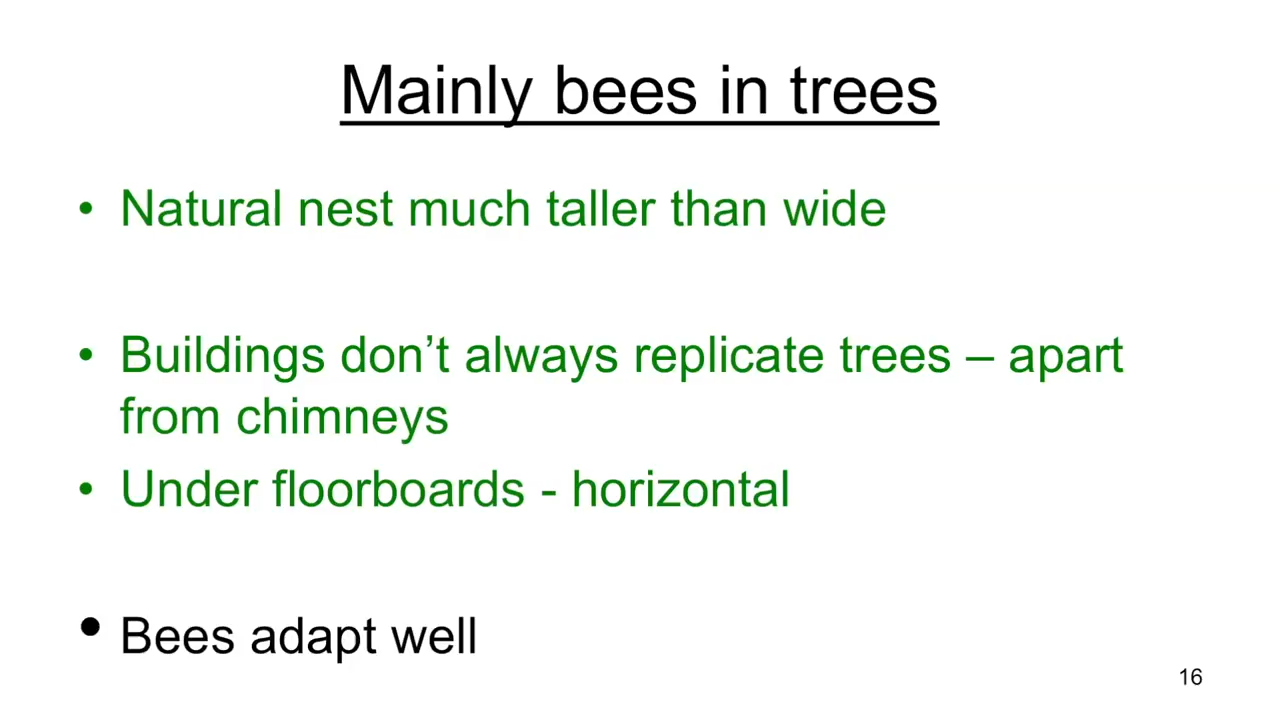 Mainly bees in trees
• Natural nest much taller than wide
• Buildings don’t always replicate trees – apart
from chimneys
• Under floorboards - horizontal
• Bees adapt well
16